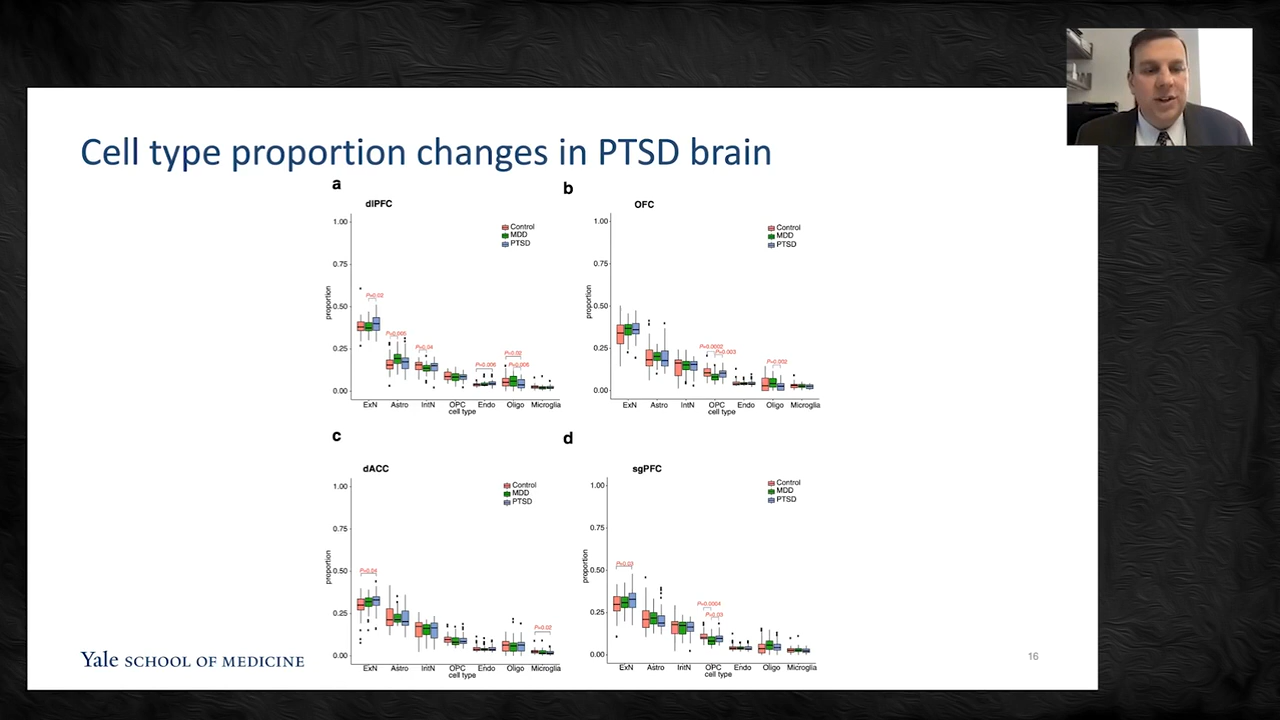 Cell type proportion changes in PTSD brain
a
dlPFC
Control
MDD
PTSD
1.00
0.75
0.50
0.25
0.00
proportion
P=0.02
P=0.005
P=0.04
P=0.006
P=0.02
P=0.006
ExN Astro IntN OPC Endo Oligo Microglia
cell type
b
OFC
Control
MDD
PTSD
1.00
0.75
0.50
0.25
0.00
proportion
P=0.0002
P=0.003
P=0.002
ExN Astro IntN OPC Endo Oligo Microglia
cell type
c
dACC
Control
MDD
PTSD
1.00
0.75
0.50
0.25
0.00
proportion
P=0.04
P=0.02
ExN Astro IntN OPC Endo Oligo Microglia
cell type
d
sgPFC
Control
MDD
PTSD
1.00
0.75
0.50
0.25
0.00
proportion
P=0.03
P=0.0004
P=0.03
ExN Astro IntN OPC Endo Oligo Microglia
cell type
Yale SCHOOL OF MEDICINE
16